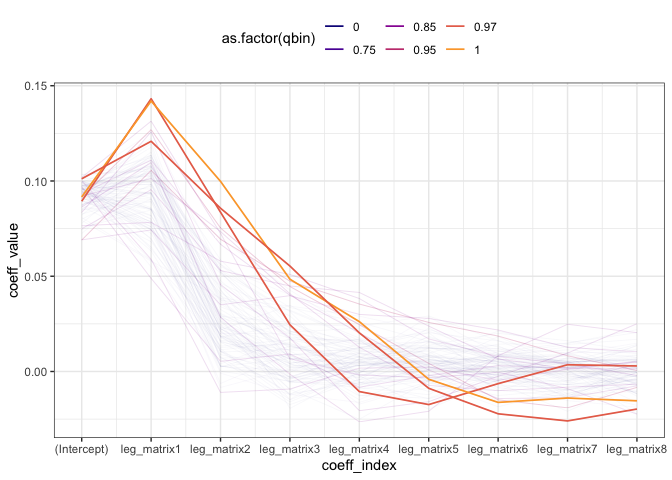 as.factor(qbin) 0 0.85 0.97
0.75 0.95 1
0.15
0.10
0.05
0.00
coeff_value
(Intercept) leg_matrix1 leg_matrix2 leg_matrix3 leg_matrix4 leg_matrix5 leg_matrix6 leg_matrix7 leg_matrix8
coeff_index